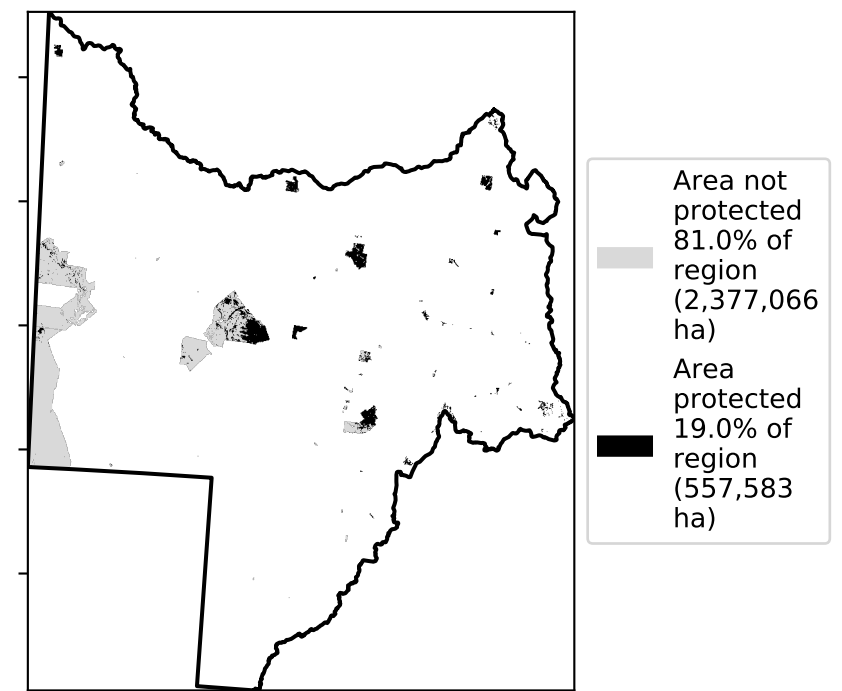 Area not
protected
81.0% of
region
(2,377,066
ha)
Area
protected
19.0% of
region
(557,583
ha)